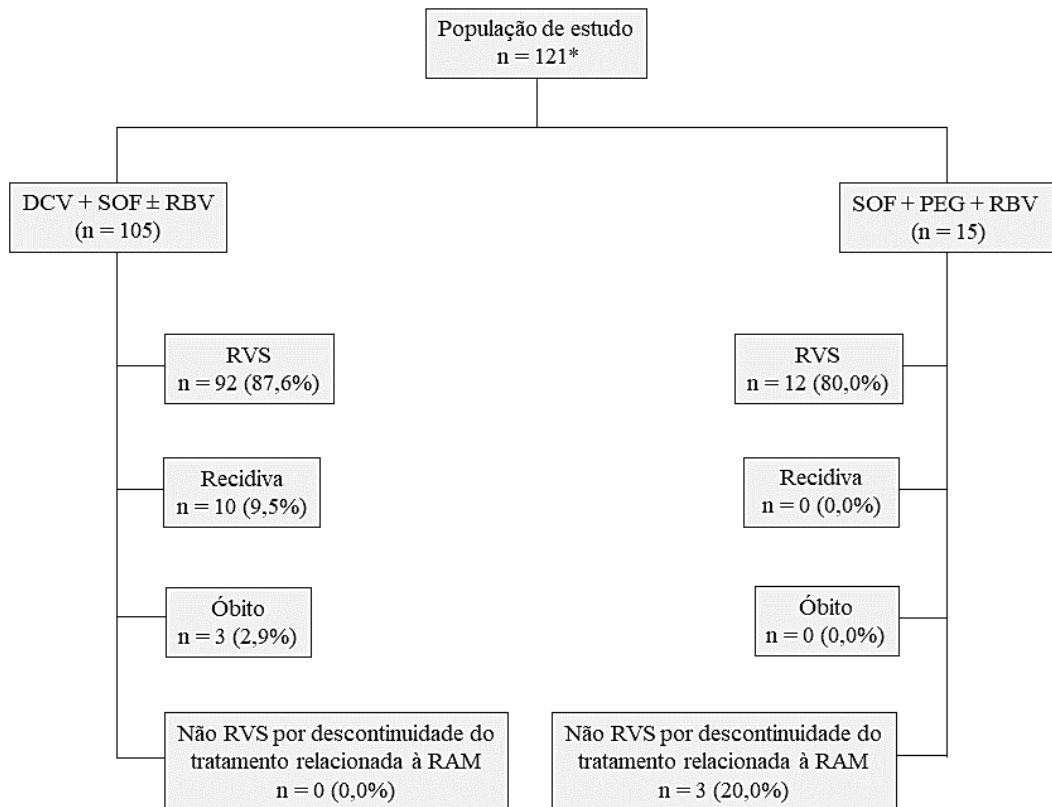 População de estudo
n = 121*
DCV + SOF ± RBV
(n = 105)
SOF + PEG + RBV
(n = 15)
RVS
n = 92 (87,6%)
RVS
n = 12 (80,0%)
Recidiva
n = 10 (9,5%)
Recidiva
n = 0 (0,0%)
Óbito
n = 3 (2,9%)
Óbito
n = 0 (0,0%)
Não RVS por descontinuidade do
tratamento relacionada à RAM
n = 0 (0,0%)
Não RVS por descontinuidade do
tratamento relacionada à RAM
n = 3 (20,0%)